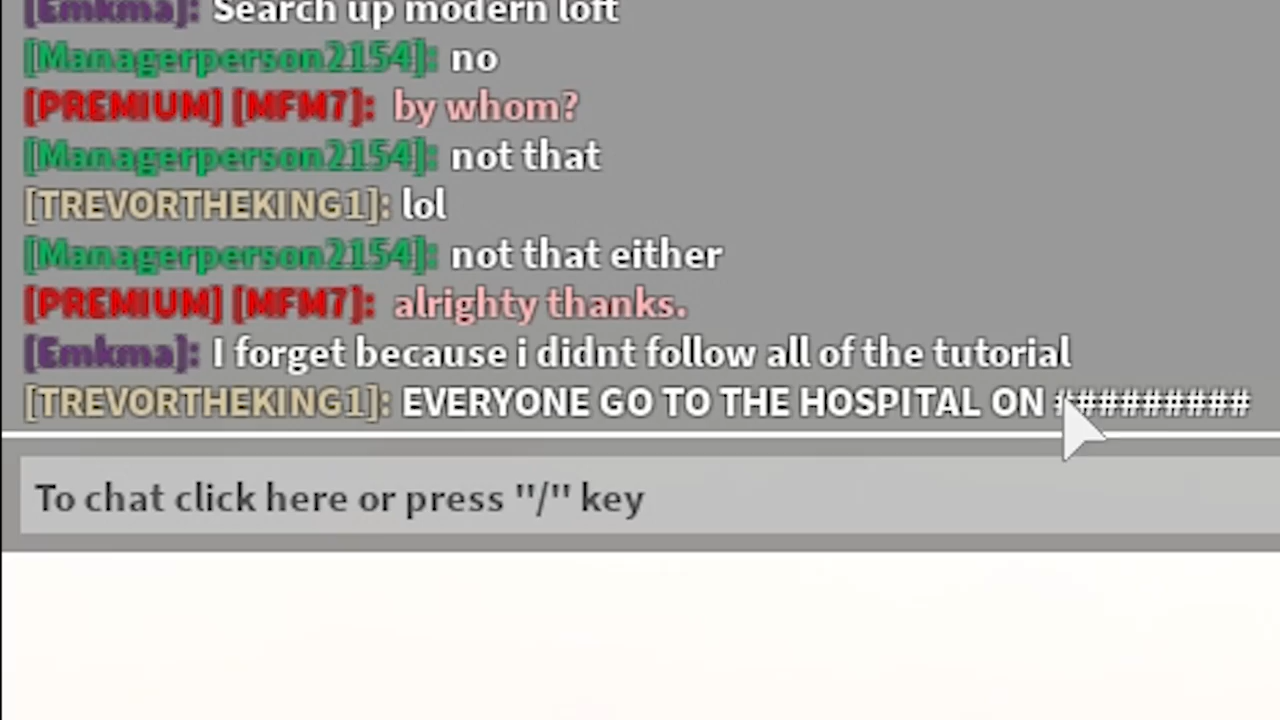 [Emkma]: Search up modern loft
[Managerperson2154]: no
[PREMIUM] [MFM7]: by whom?
[Managerperson2154]: not that
[TREVORTHEKING1]: lol
[Managerperson2154]: not that either
[PREMIUM] [MFM7]: alrighty thanks.
[Emkma]: I forget because i didnt follow all of the tutorial
[TREVORTHEKING1]: EVERYONE GO TO THE HOSPITAL ON #########
To chat click here or press "/" key